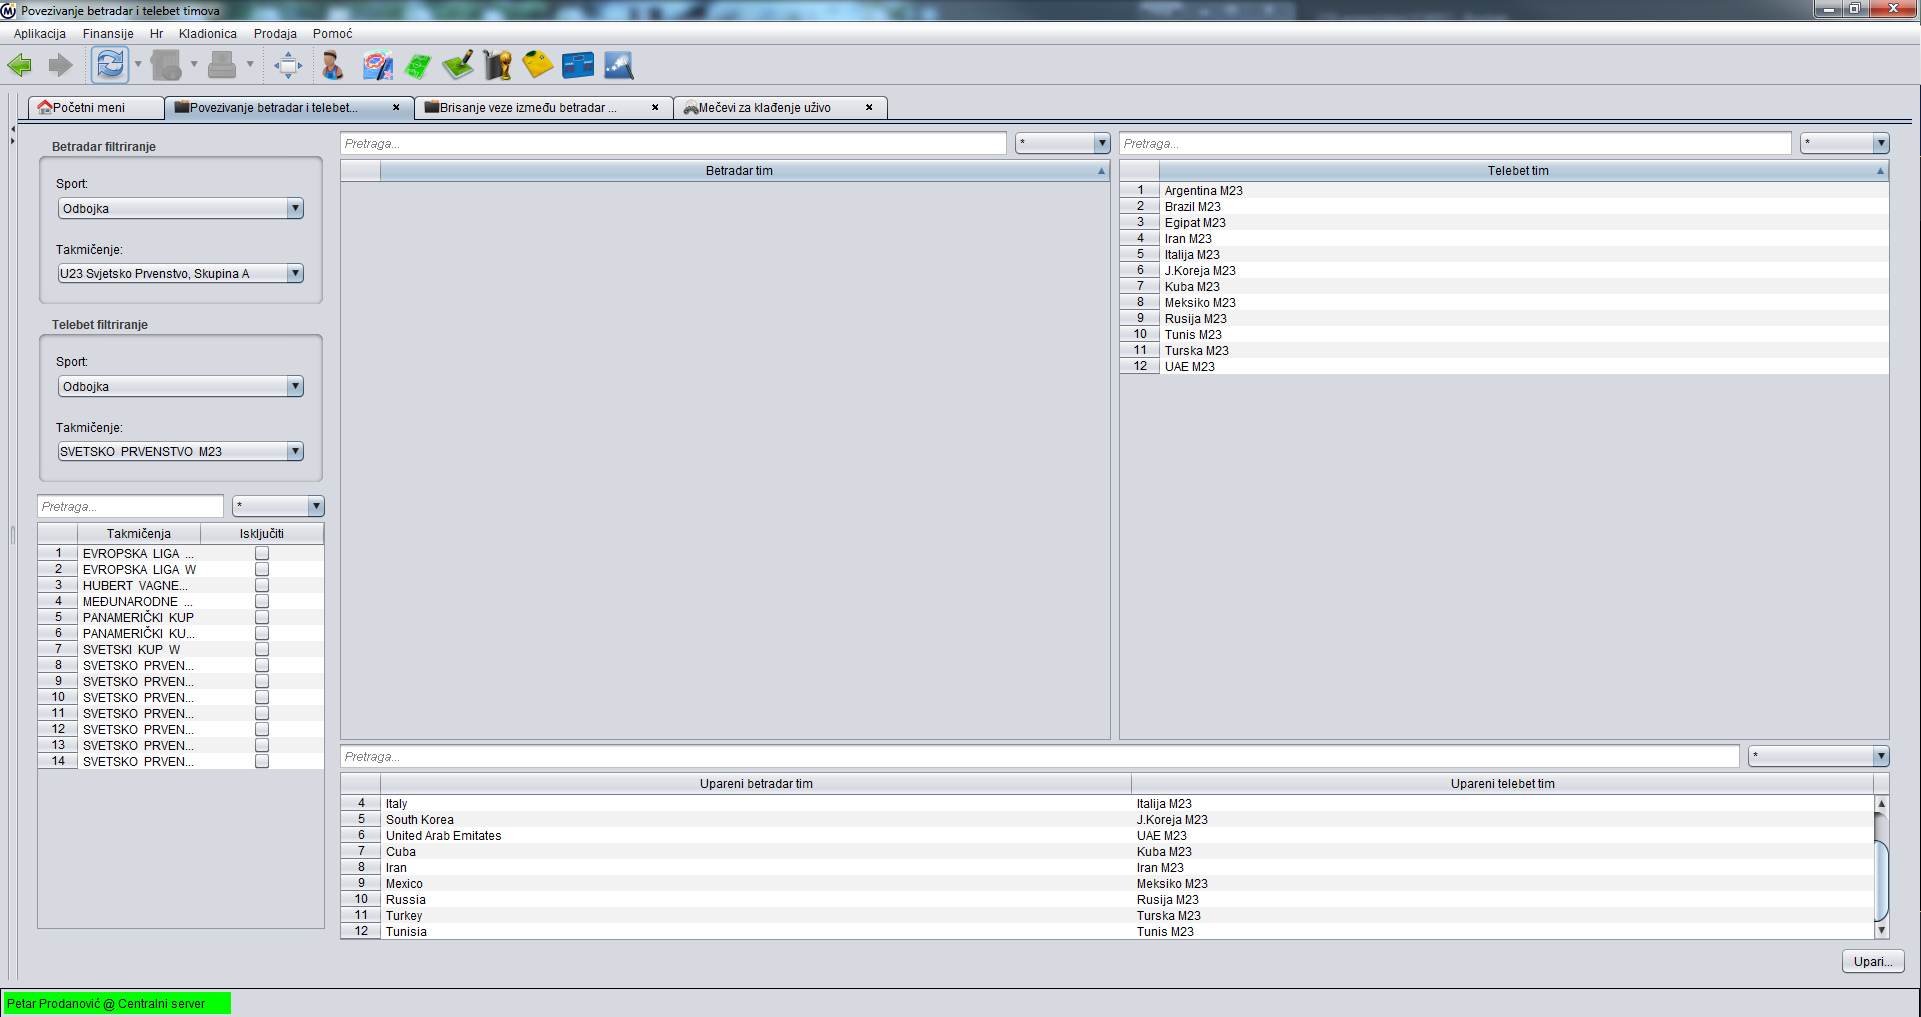 Povezivanje betradar i telebet timova
Aplikacija Finansije Hr Kladionica Prodaja Pomoć
Početni meni
Povezivanje betradar i telebet...
Brisanje veze između betradar ...
Mečevi za klađenje uživo
Betradar filtriranje
Sport:
Odbojka
Takmičenje:
U23 Svjetsko Prvenstvo, Skupina A
Telebet filtriranje
Sport:
Odbojka
Takmičenje:
SVETSKO PRVENSTVO M23
Pretraga... *
Takmičenja Isključiti
1 EVROPSKA LIGA ...
2 EVROPSKA LIGA W
3 HUBERT VAGNE...
4 MEĐUNARODNE ...
5 PANAMERIČKI KUP
6 PANAMERIČKI KU...
7 SVETSKI KUP W
8 SVETSKO PRVEN...
9 SVETSKO PRVEN...
10 SVETSKO PRVEN...
11 SVETSKO PRVEN...
12 SVETSKO PRVEN...
13 SVETSKO PRVEN...
14 SVETSKO PRVEN...
Pretraga... *
Betradar tim
Pretraga... *
Telebet tim
1 Argentina M23
2 Brazil M23
3 Egipat M23
4 Iran M23
5 Italija M23
6 J.Koreja M23
7 Kuba M23
8 Meksiko M23
9 Rusija M23
10 Tunis M23
11 Turska M23
12 UAE M23
Pretraga... *
Upareni betradar tim Upareni telebet tim
4 Italy Italija M23
5 South Korea J.Koreja M23
6 United Arab Emitates UAE M23
7 Cuba Kuba M23
8 Iran Iran M23
9 Mexico Meksiko M23
10 Russia Rusija M23
11 Turkey Turska M23
12 Tunisia Tunis M23
Upari...
Petar Prodanović @ Centralni server